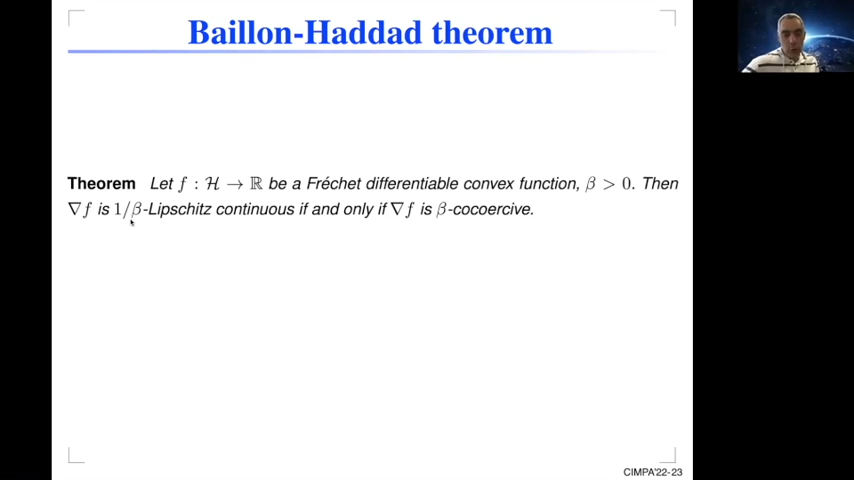 Baillon-Haddad theorem
Theorem Let f : ℋ → ℝ be a Fréchet differentiable convex function, β > 0. Then
∇f is 1/β-Lipschitz continuous if and only if ∇f is β-cocoercive.
CIMPA'22-23